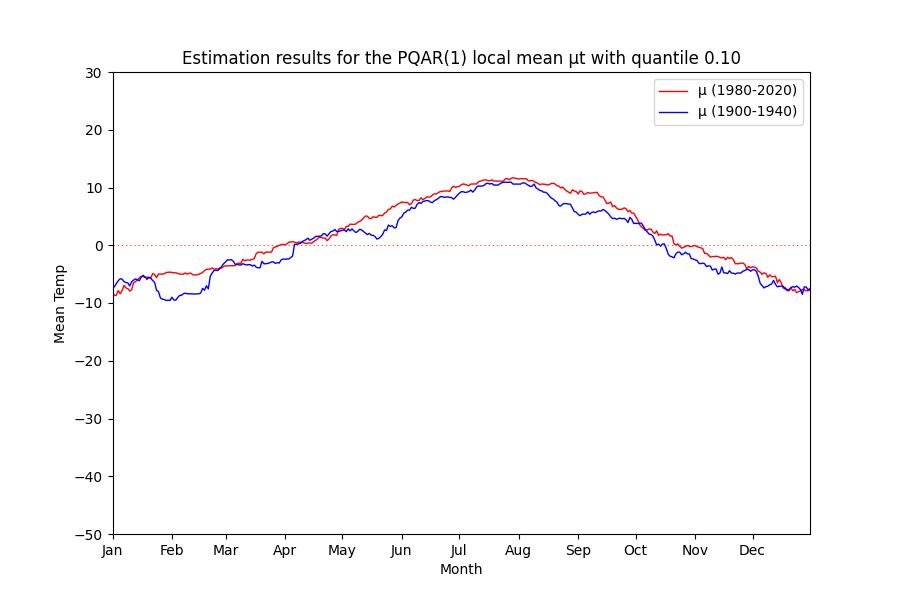 Estimation results for the PQAR(1) local mean μt with quantile 0.10
30
20
10
0
−10
−20
−30
−40
−50
Mean Temp
μ (1980-2020)
μ (1900-1940)
Jan Feb Mar Apr May Jun Jul Aug Sep Oct Nov Dec
Month